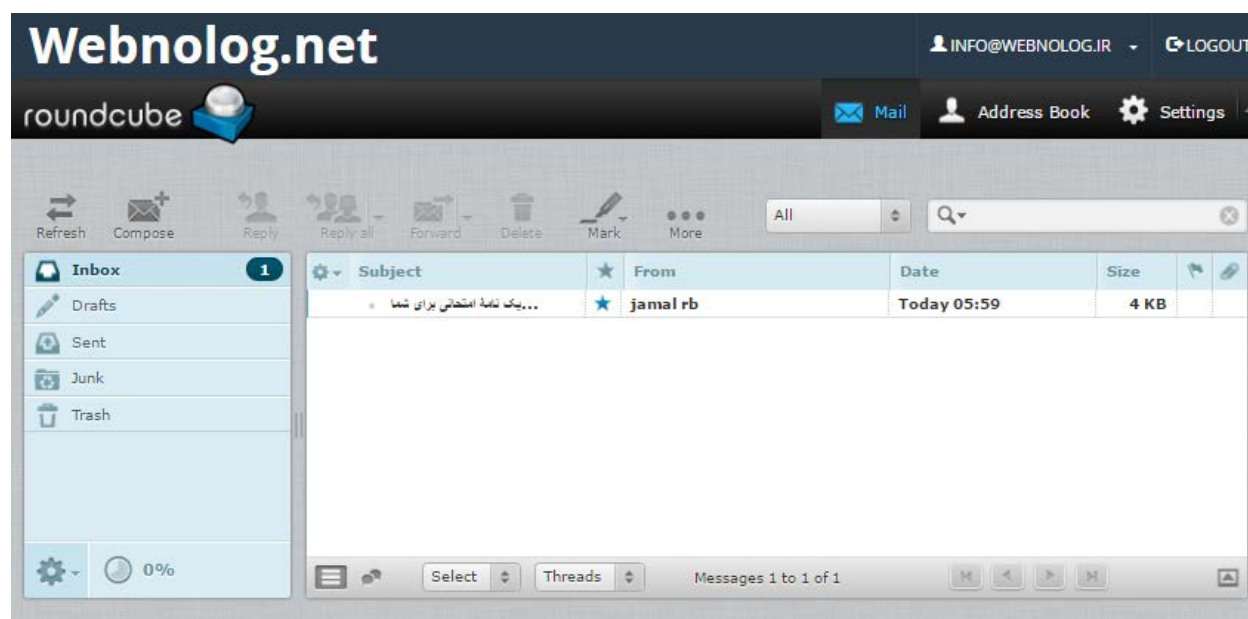 Webnolog.net
INFO@WEBNOLOG.IR LOGOUT
roundcube
Mail Address Book Settings
Refresh Compose Reply Reply all Forward Delete Mark More All
Inbox 1
Drafts
Sent
Junk
Trash
0%
Subject From Date Size
یک نامهٔ امتحانی برای شما... jamal rb Today 05:59 4 KB
Select Threads Messages 1 to 1 of 1